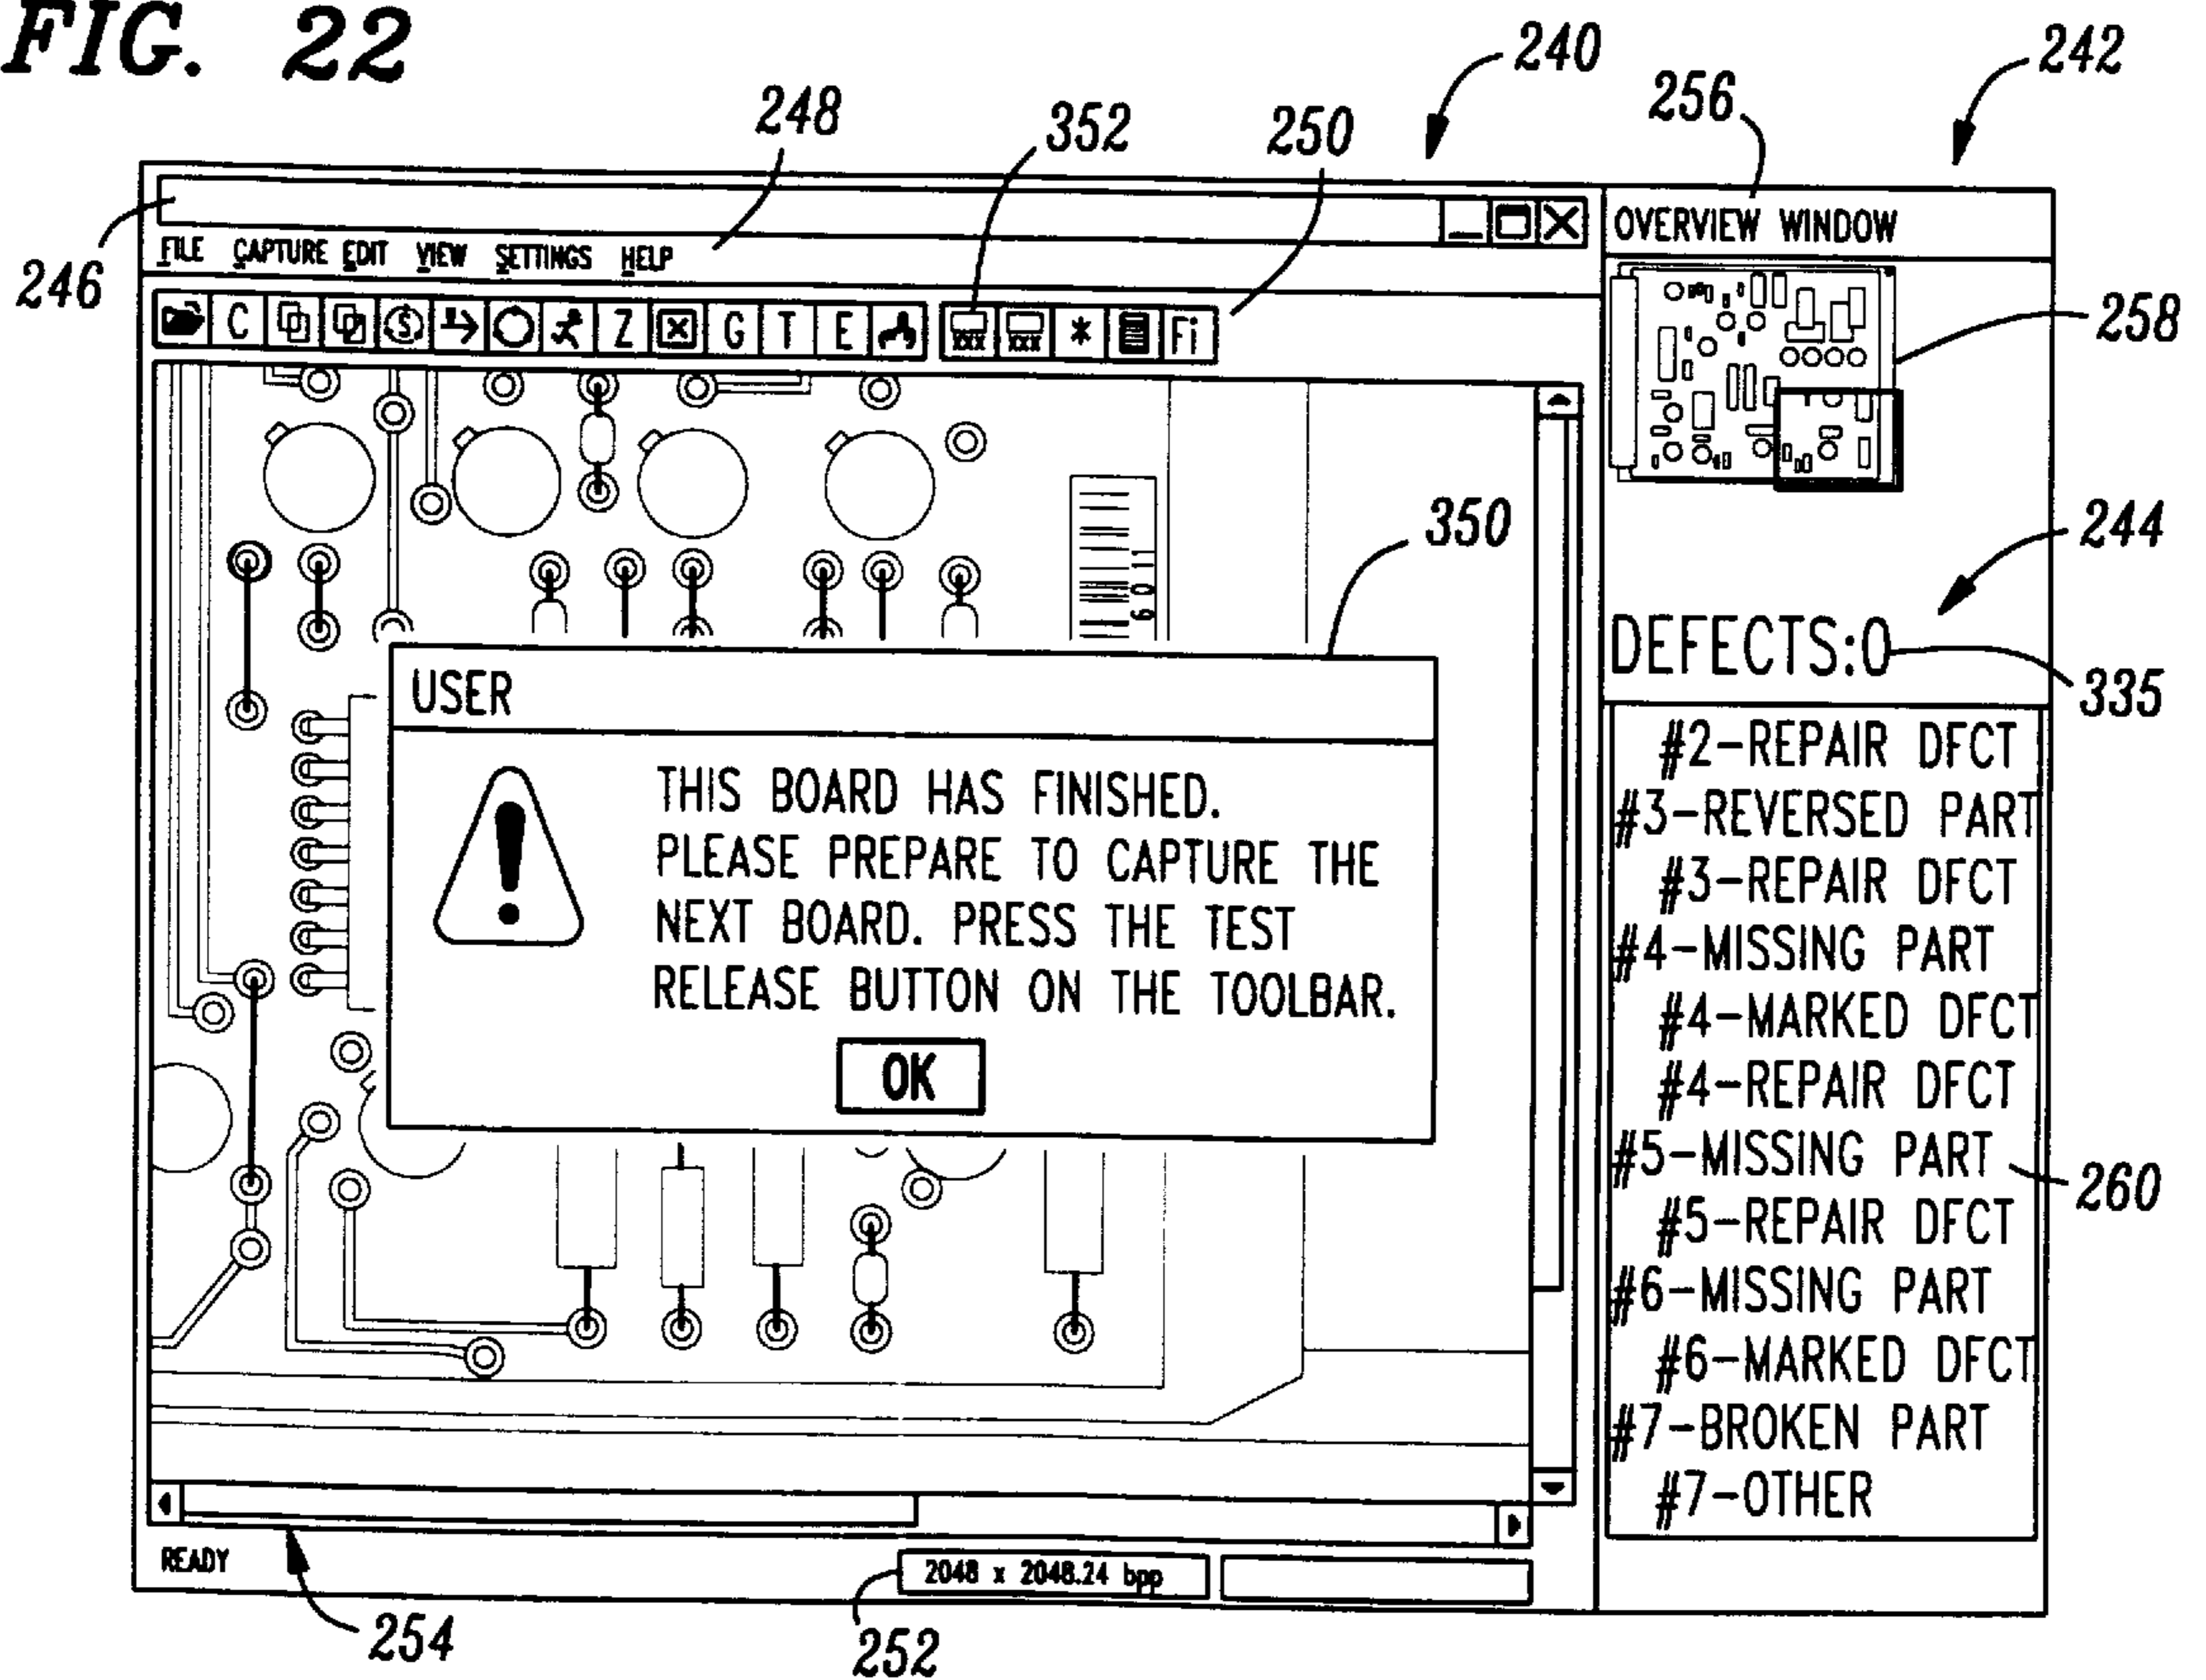 FIG. 22
240
242
256
248
352
250
246
OVERVIEW WINDOW
FILE CAPTURE EDIT VIEW SETTINGS HELP
C S Z X G T E XXX XXX * Fi
258
6011
350
244
DEFECTS:0
335
USER
THIS BOARD HAS FINISHED.
PLEASE PREPARE TO CAPTURE THE
NEXT BOARD. PRESS THE TEST
RELEASE BUTTON ON THE TOOLBAR.
OK
#2-REPAIR DFCT
#3-REVERSED PART
#3-REPAIR DFCT
#4-MISSING PART
#4-MARKED DFCT
#4-REPAIR DFCT
#5-MISSING PART
#5-REPAIR DFCT
#6-MISSING PART
#6-MARKED DFCT
#7-BROKEN PART
#7-OTHER
260
READY
2048 x 2048.24 bpp
254
252